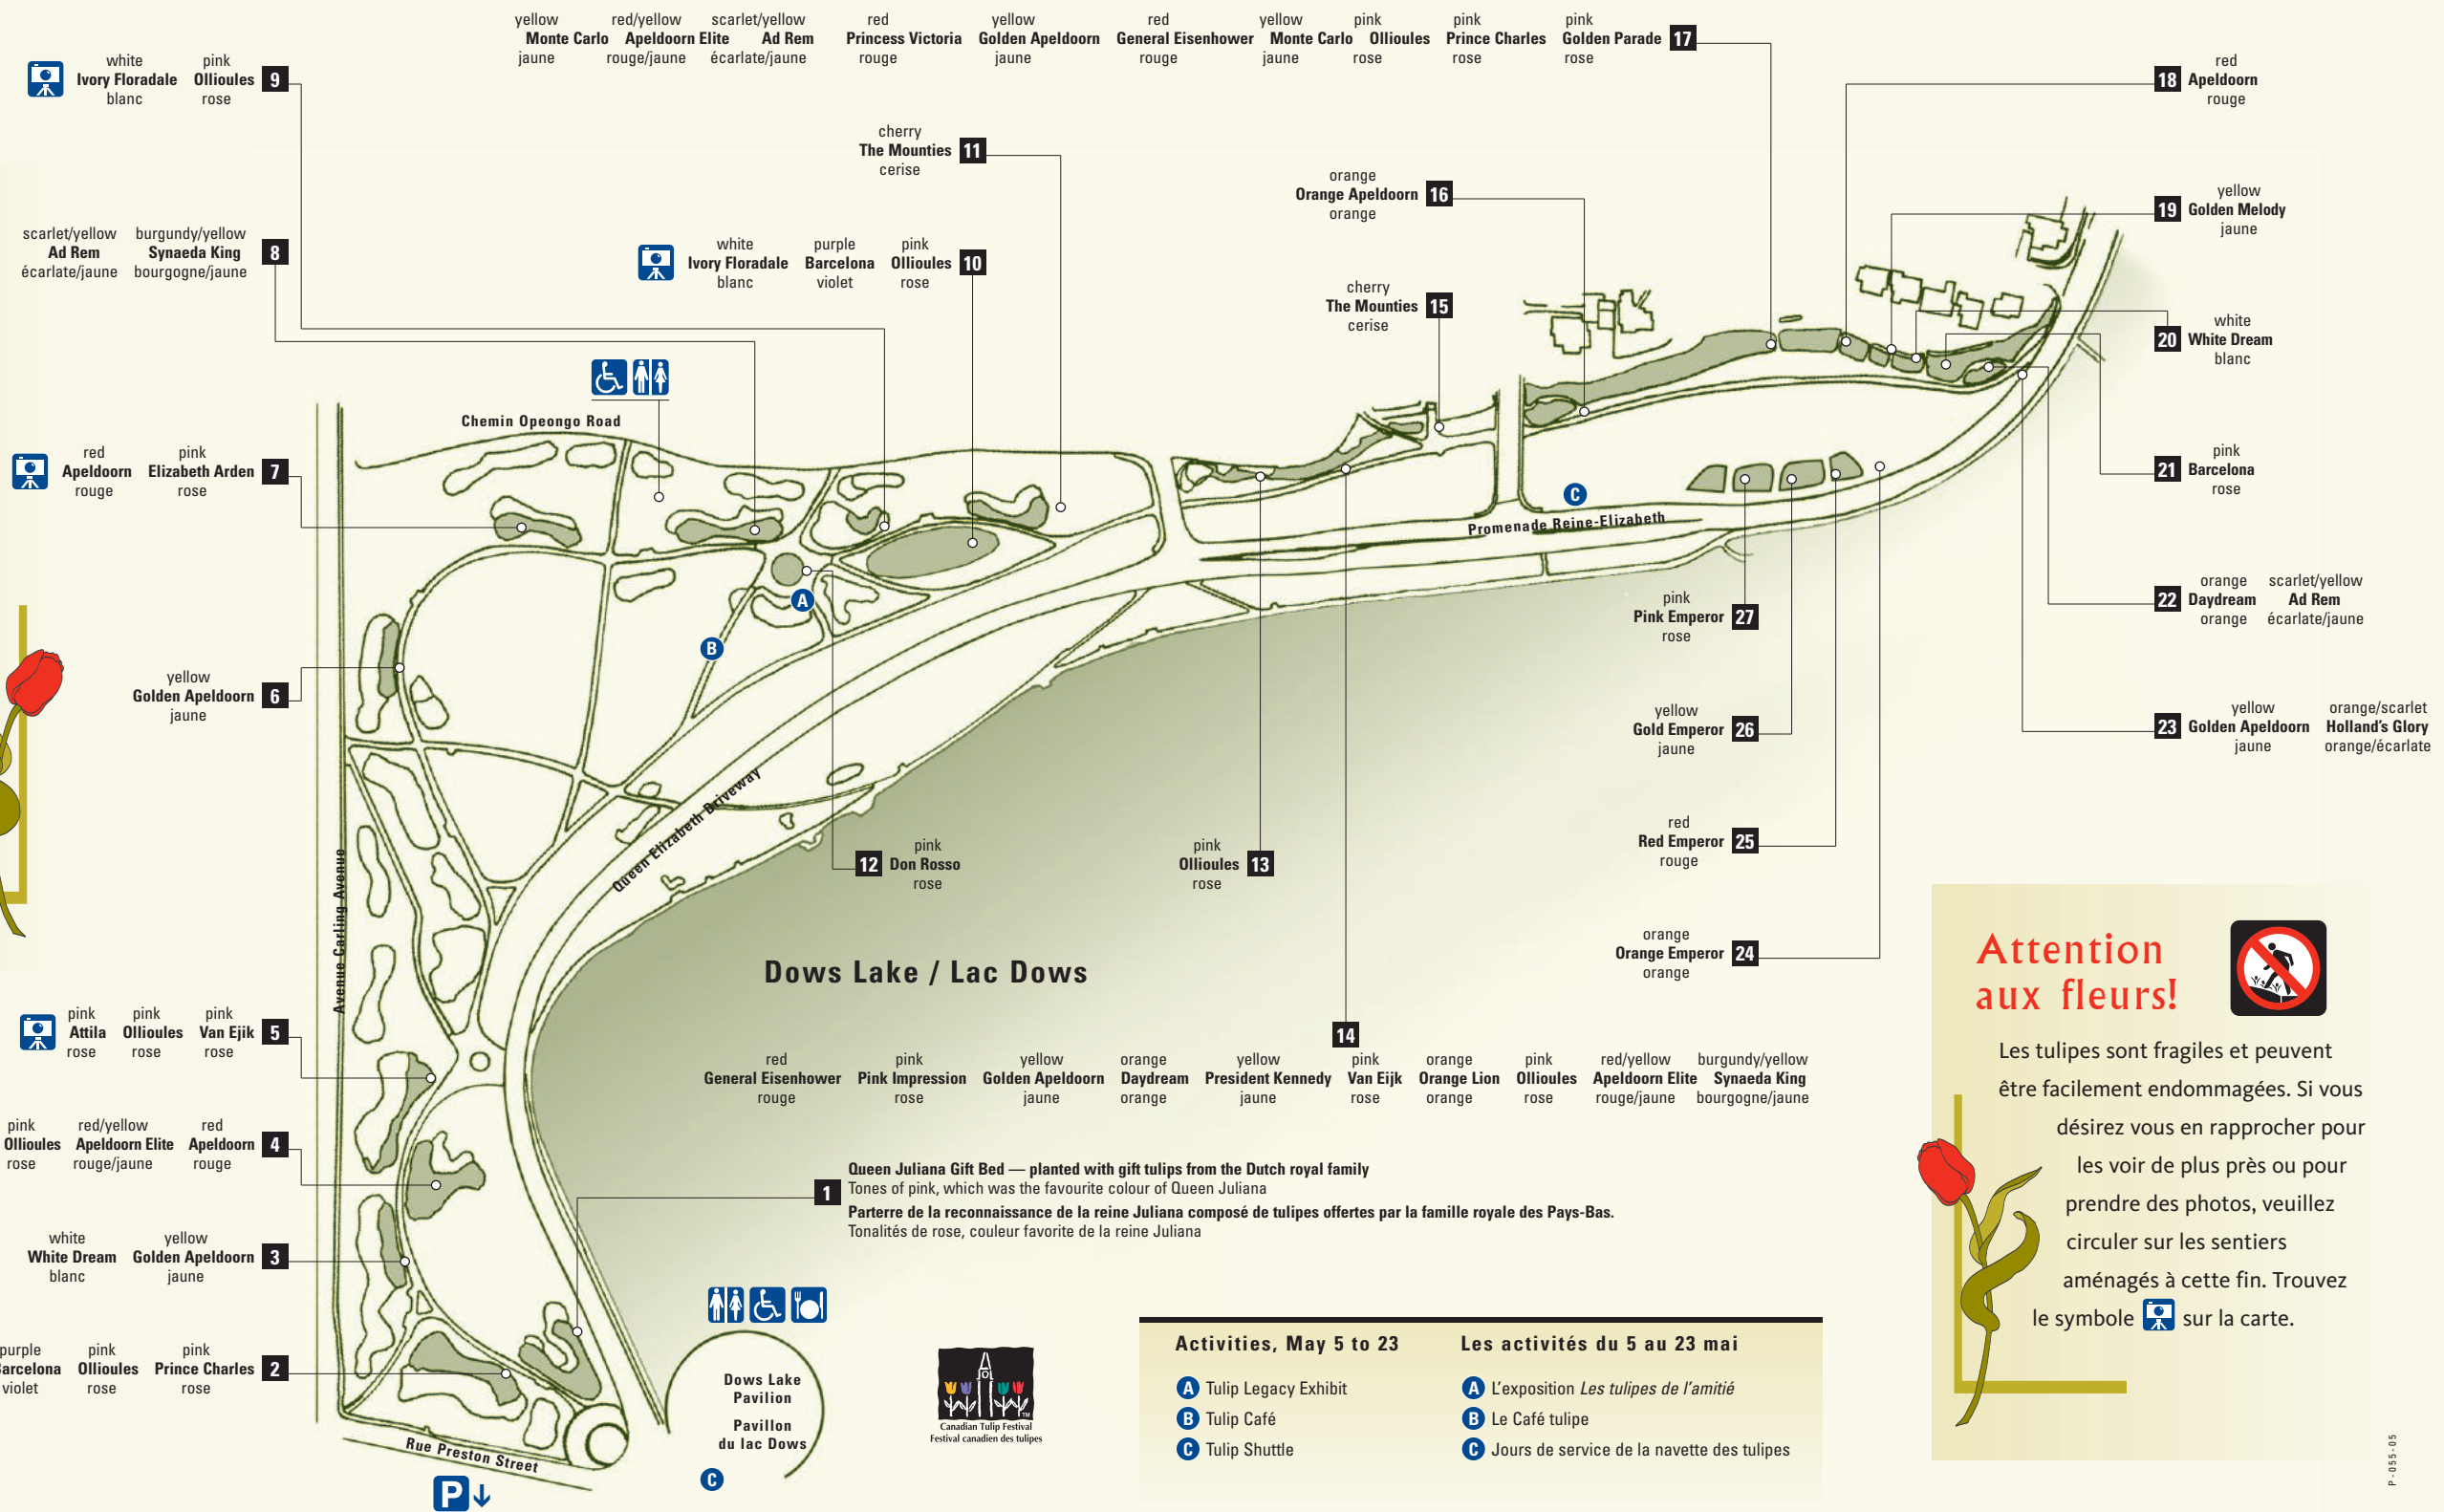 yellow red/yellow scarlet/yellow red yellow red yellow pink pink pink
Monte Carlo Apeldoorn Elite Ad Rem Princess Victoria Golden Apeldoorn General Eisenhower Monte Carlo Ollioules Prince Charles Golden Parade 17
jaune rouge/jaune écarlate/jaune rouge jaune rouge jaune rose rose rose
white pink
Ivory Floradale Ollioules 9
blanc rose
red
18 Apeldoorn
rouge
cherry
The Mounties 11
cerise
orange
Orange Apeldoorn 16
orange
yellow
19 Golden Melody
jaune
scarlet/yellow burgundy/yellow
Ad Rem Synaeda King 8
écarlate/jaune bourgogne/jaune
white purple pink
Ivory Floradale Barcelona Ollioules 10
blanc violet rose
cherry
The Mounties 15
cerise
white
20 White Dream
blanc
Chemin Opeongo Road
red pink
Apeldoorn Elizabeth Arden 7
rouge rose
pink
21 Barcelona
rose
C
Promenade Reine-Elizabeth
A
B
orange scarlet/yellow
22 Daydream Ad Rem
orange écarlate/jaune
pink
Pink Emperor 27
rose
yellow
Golden Apeldoorn 6
jaune
yellow
Gold Emperor 26
jaune
yellow orange/scarlet
23 Golden Apeldoorn Holland's Glory
jaune orange/écarlate
Queen Elizabeth Driveway
Avenue Carling Avenue
pink
12 Don Rosso
rose
pink
Ollioules 13
rose
red
Red Emperor 25
rouge
orange
Orange Emperor 24
orange
Dows Lake / Lac Dows
pink pink pink
Attila Ollioules Van Ejik 5
rose rose rose
14
red pink yellow orange yellow pink orange pink red/yellow burgundy/yellow
General Eisenhower Pink Impression Golden Apeldoorn Daydream President Kennedy Van Eijk Orange Lion Ollioules Apeldoorn Elite Synaeda King
rouge rose jaune orange jaune rose orange rose rouge/jaune bourgogne/jaune
pink red/yellow red
Ollioules Apeldoorn Elite Apeldoorn 4
rose rouge/jaune rouge
1 Queen Juliana Gift Bed — planted with gift tulips from the Dutch royal family
Tones of pink, which was the favourite colour of Queen Juliana
Parterre de la reconnaissance de la reine Juliana composé de tulipes offertes par la famille royale des Pays-Bas.
Tonalités de rose, couleur favorite de la reine Juliana
white yellow
White Dream Golden Apeldoorn 3
blanc jaune
purple pink pink
arcelona Ollioules Prince Charles 2
violet rose rose
Rue Preston Street
P
Dows Lake
Pavilion
Pavillon
du lac Dows
C
Canadian Tulip Festival
Festival canadien des tulipes
TM
Activities, May 5 to 23
A Tulip Legacy Exhibit
B Tulip Café
C Tulip Shuttle
Les activités du 5 au 23 mai
A L'exposition Les tulipes de l'amitié
B Le Café tulipe
C Jours de service de la navette des tulipes
Attention
aux fleurs!
Les tulipes sont fragiles et peuvent
être facilement endommagées. Si vous
désirez vous en rapprocher pour
les voir de plus près ou pour
prendre des photos, veuillez
circuler sur les sentiers
aménagés à cette fin. Trouvez
le symbole sur la carte.
P-055-05